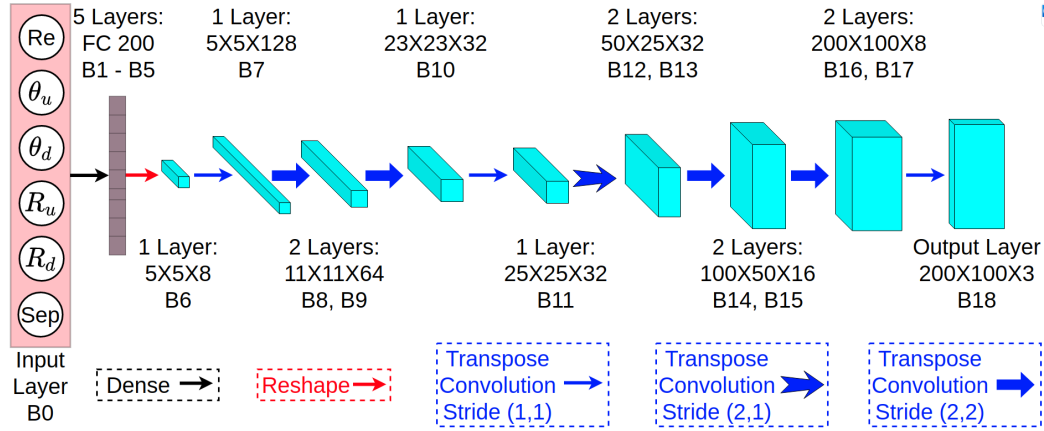 Re
θu
θd
Ru
Rd
Sep
Input
Layer
B0
5 Layers:
FC 200
B1 - B5
1 Layer:
5X5X128
B7
1 Layer:
23X23X32
B10
2 Layers:
50X25X32
B12, B13
2 Layers:
200X100X8
B16, B17
1 Layer:
5X5X8
B6
2 Layers:
11X11X64
B8, B9
1 Layer:
25X25X32
B11
2 Layers:
100X50X16
B14, B15
Output Layer
200X100X3
B18
Dense
Reshape
Transpose
Convolution
Stride (1,1)
Transpose
Convolution
Stride (2,1)
Transpose
Convolution
Stride (2,2)